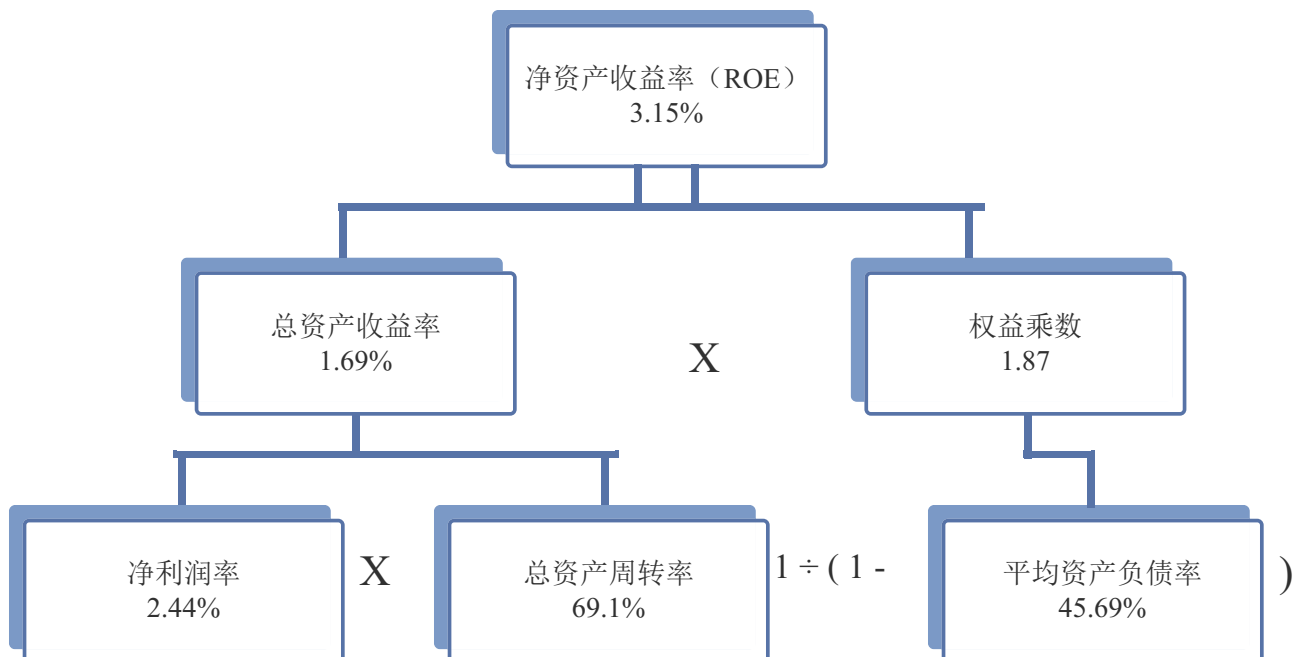 净资产收益率（ROE）
3.15%
总资产收益率
1.69%
X
权益乘数
1.87
净利润率
2.44%
X
总资产周转率
69.1%
1 ÷ ( 1 -
平均资产负债率
45.69%
)